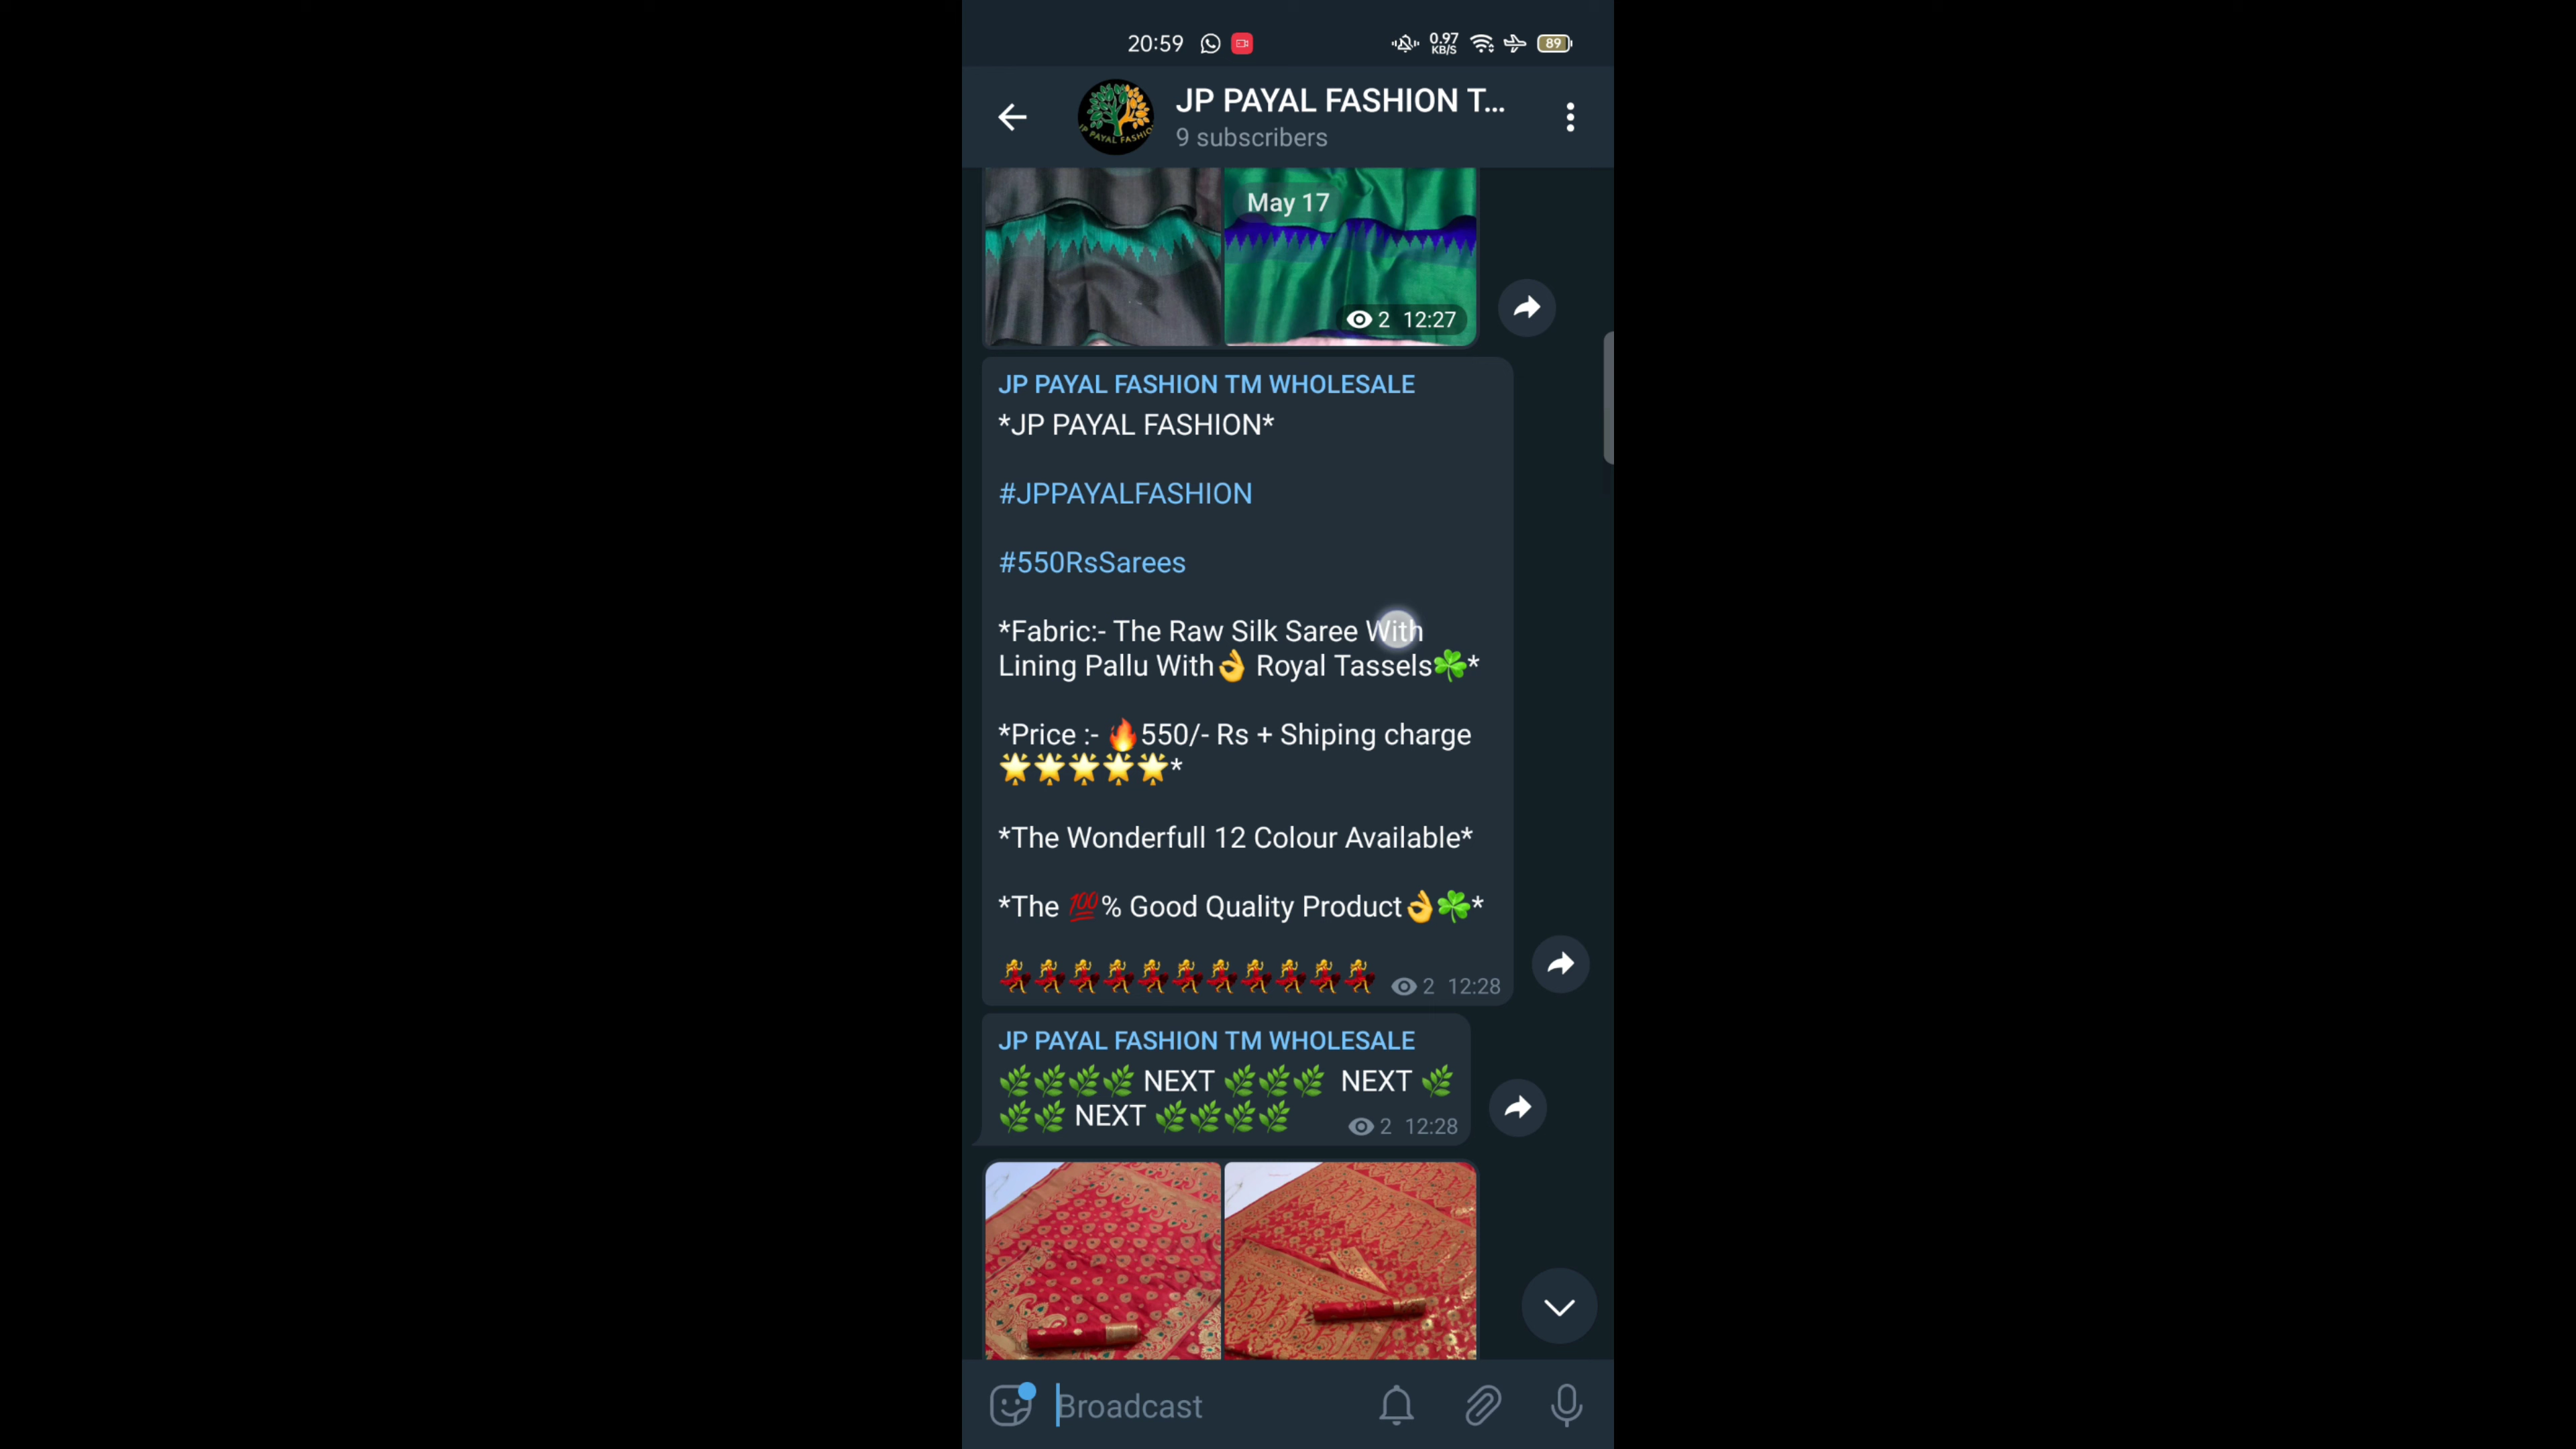 20:59 0.97 KB/S 89
JP PAYAL FASHION T...
9 subscribers
May 17
2 12:27
JP PAYAL FASHION TM WHOLESALE
*JP PAYAL FASHION*
#JPPAYALFASHION
#550RsSarees
*Fabric:- The Raw Silk Saree With
Lining Pallu With👌 Royal Tassels☘️*
*Price :- 🔥550/- Rs + Shiping charge
🌟🌟🌟🌟🌟*
*The Wonderfull 12 Colour Available*
*The 💯% Good Quality Product👌☘️*
💃💃💃💃💃💃💃💃💃💃💃 2 12:28
JP PAYAL FASHION TM WHOLESALE
🌿🌿🌿🌿 NEXT 🌿🌿🌿 NEXT 🌿
🌿🌿 NEXT 🌿🌿🌿🌿 2 12:28
Broadcast